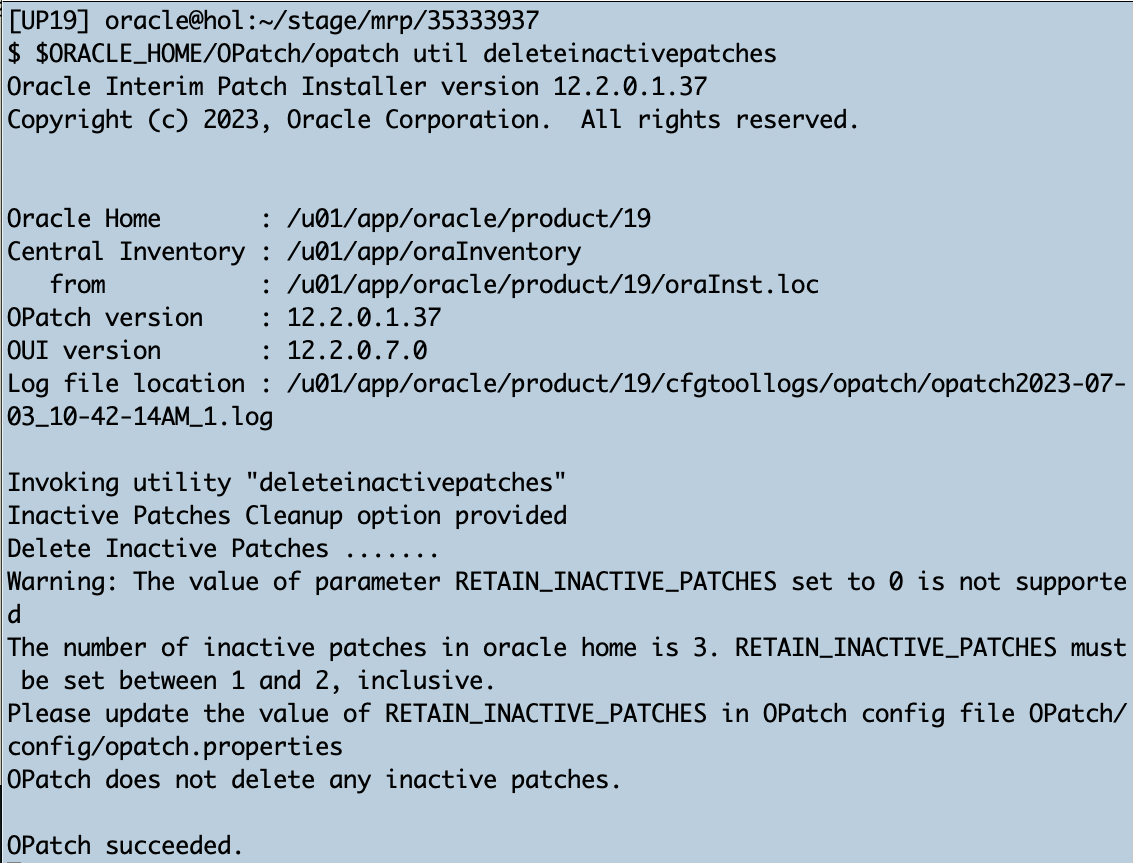 [UP19] oracle@hol:~/stage/mrp/35333937
$ $ORACLE_HOME/OPatch/opatch util deleteinactivepatches
Oracle Interim Patch Installer version 12.2.0.1.37
Copyright (c) 2023, Oracle Corporation.  All rights reserved.
Oracle Home       : /u01/app/oracle/product/19
Central Inventory : /u01/app/oraInventory
   from           : /u01/app/oracle/product/19/oraInst.loc
OPatch version    : 12.2.0.1.37
OUI version       : 12.2.0.7.0
Log file location : /u01/app/oracle/product/19/cfgtoollogs/opatch/opatch2023-07-
03_10-42-14AM_1.log
Invoking utility "deleteinactivepatches"
Inactive Patches Cleanup option provided
Delete Inactive Patches .......
Warning: The value of parameter RETAIN_INACTIVE_PATCHES set to 0 is not supporte
d
The number of inactive patches in oracle home is 3. RETAIN_INACTIVE_PATCHES must
 be set between 1 and 2, inclusive.
Please update the value of RETAIN_INACTIVE_PATCHES in OPatch config file OPatch/
config/opatch.properties
OPatch does not delete any inactive patches.
OPatch succeeded.